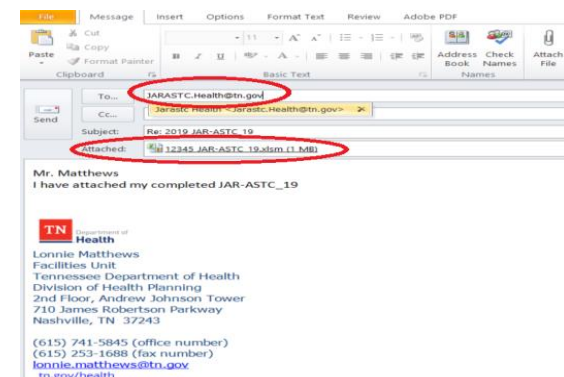 File Message Insert Options Format Text Review Adobe PDF
Cut
Copy
Format Painter
Paste
11
B I U
Address Book
Check Names
Attach File
Clipboard
Basic Text
Names
To... JARASTC.Health@tn.gov
Jarastc Health <Jarastc.Health@tn.gov>
Send
Cc...
Subject: Re: 2019 JAR-ASTC_19
Attached: 12345 JAR-ASTC_19.xlsm (1 MB)
Mr. Matthews
I have attached my completed JAR-ASTC_19
TN
Department of
Health
Lonnie Matthews
Facilities Unit
Tennessee Department of Health
Division of Health Planning
2nd Floor, Andrew Johnson Tower
710 James Robertson Parkway
Nashville, TN 37243
(615) 741-5845 (office number)
(615) 253-1688 (fax number)
lonnie.matthews@tn.gov
tn.gov/health